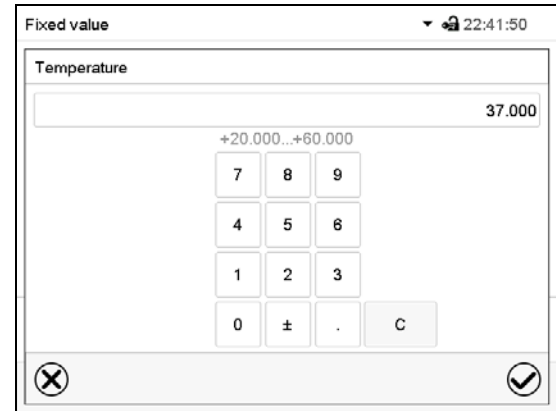 Fixed value 22:41:50
Temperature
37.000
+20.000...+60.000
7 8 9
4 5 6
1 2 3
0 ± . C